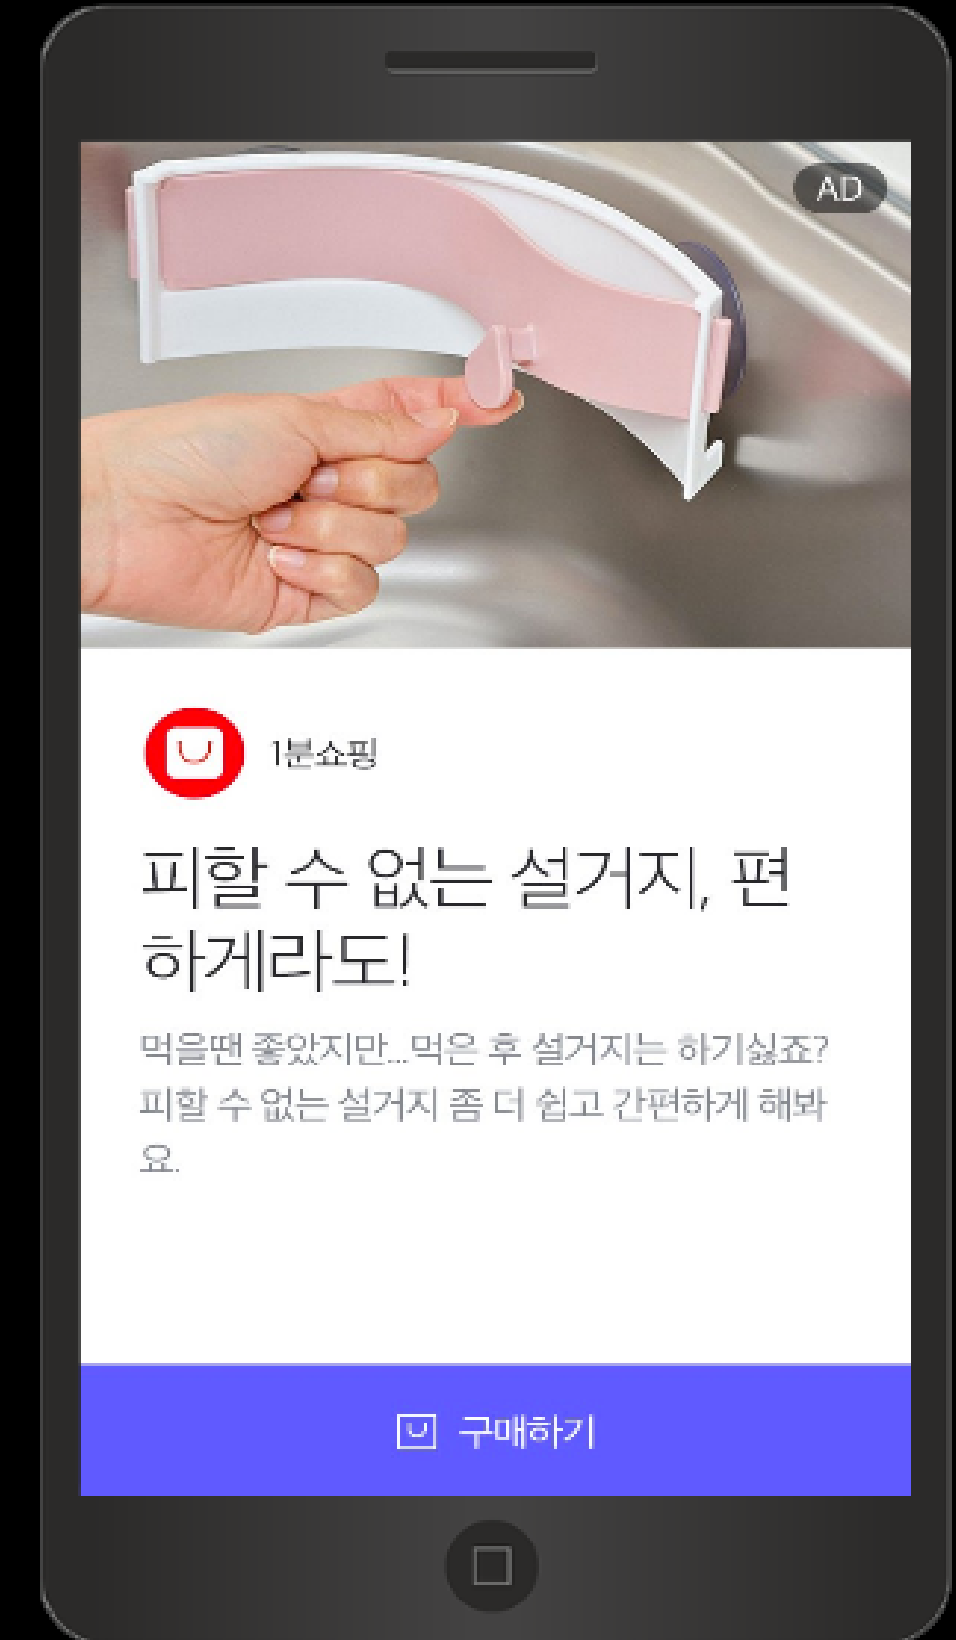 AD
1분쇼핑
피할 수 없는 설거지, 편
하게라도!
먹을땐 좋았지만...먹은 후 설거지는 하기싫죠?
피할 수 없는 설거지 좀 더 쉽고 간편하게 해봐
요.
구매하기